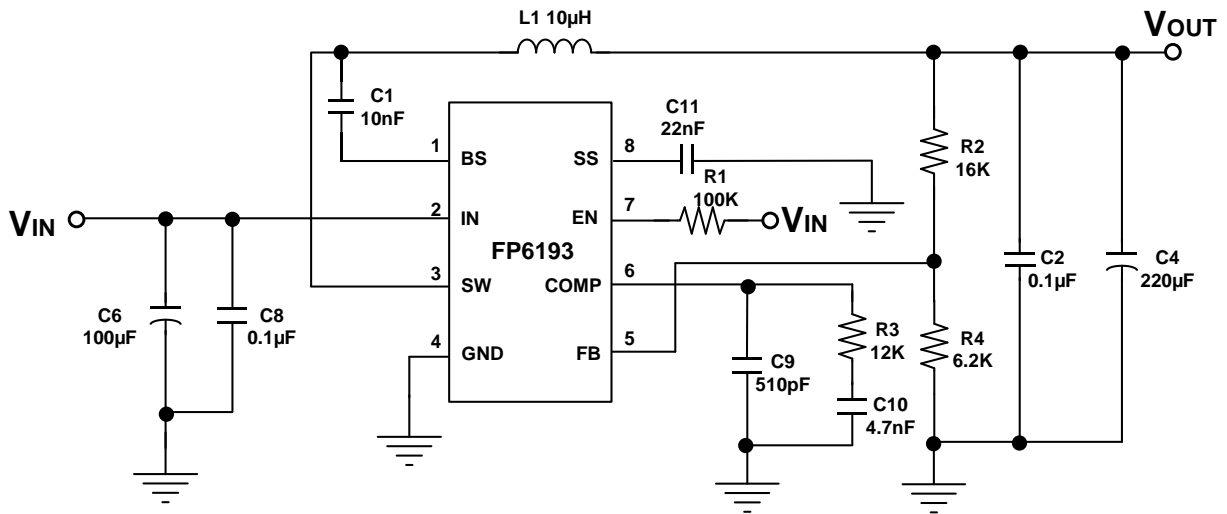 L1 10µH
VOUT
C1
10nF
C11
22nF
1
BS
SS
8
R2
16K
R1
100K
VIN
2
IN
EN
7
VIN
FP6193
3
SW
COMP
6
C2
0.1µF
C4
220µF
C6
100µF
C8
0.1µF
R3
12K
4
GND
FB
5
R4
6.2K
C9
510pF
C10
4.7nF